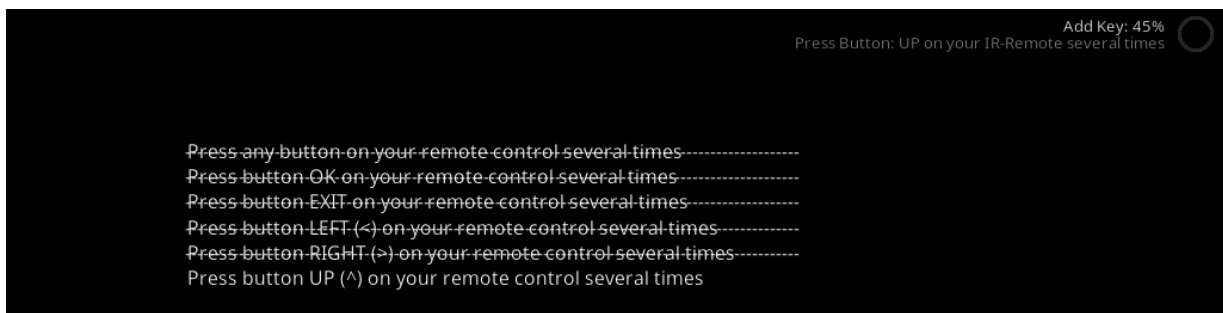 Add Key: 45%
Press Button: UP on your IR-Remote several times
Press any button on your remote control several times--------------------
Press button OK on your remote control several times---------------------
Press button EXIT on your remote control several times-------------------
Press button LEFT (<) on your remote control several times--------------
Press button RIGHT (>) on your remote control several times-----------
Press button UP (^) on your remote control several times